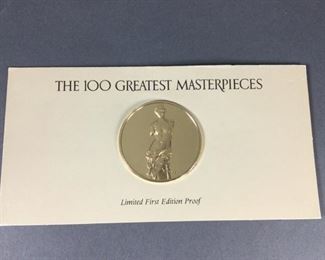 THE 100 GREATEST MASTERPIECES
Limited First Edition Proof